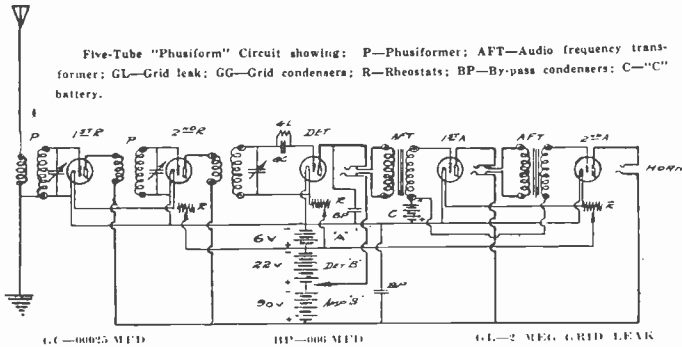 Five-Tube "Phusiform" Circuit showing: P—Phusiformer; AFT—Audio frequency trans-
former; GL—Grid leak; GG—Grid condensers; R—Rheostats; BP—By-pass condensers; C—"C"
battery.
P 1ST R P 2ND R GL GC DET AFT 1ST A AFT 2ND A HORN
R R BP C R
6V "A"
22V DET "B"
90V AMP "B" BP
GC—00025 MFD BP—006 MFD GL—2 MEG GRID LEAK